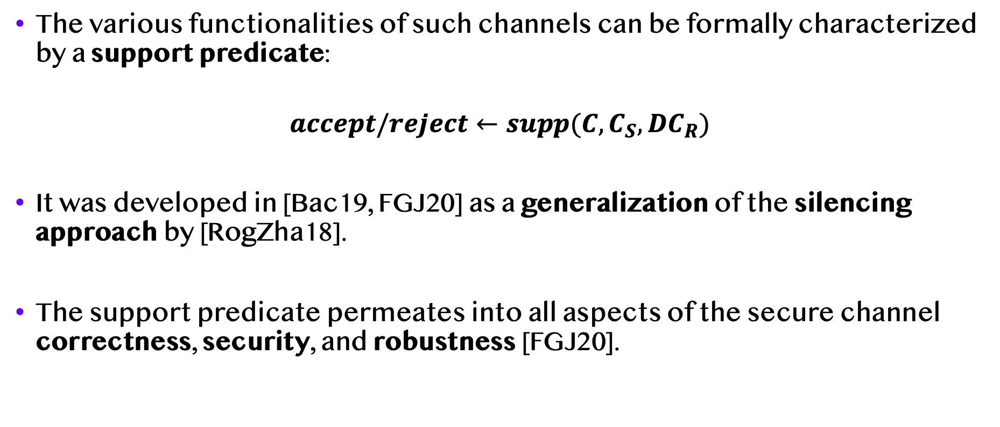 • The various functionalities of such channels can be formally characterized
by a support predicate:
accept/reject ← supp(C, C_S, DC_R)
• It was developed in [Bac19, FGJ20] as a generalization of the silencing
approach by [RogZha18].
• The support predicate permeates into all aspects of the secure channel
correctness, security, and robustness [FGJ20].